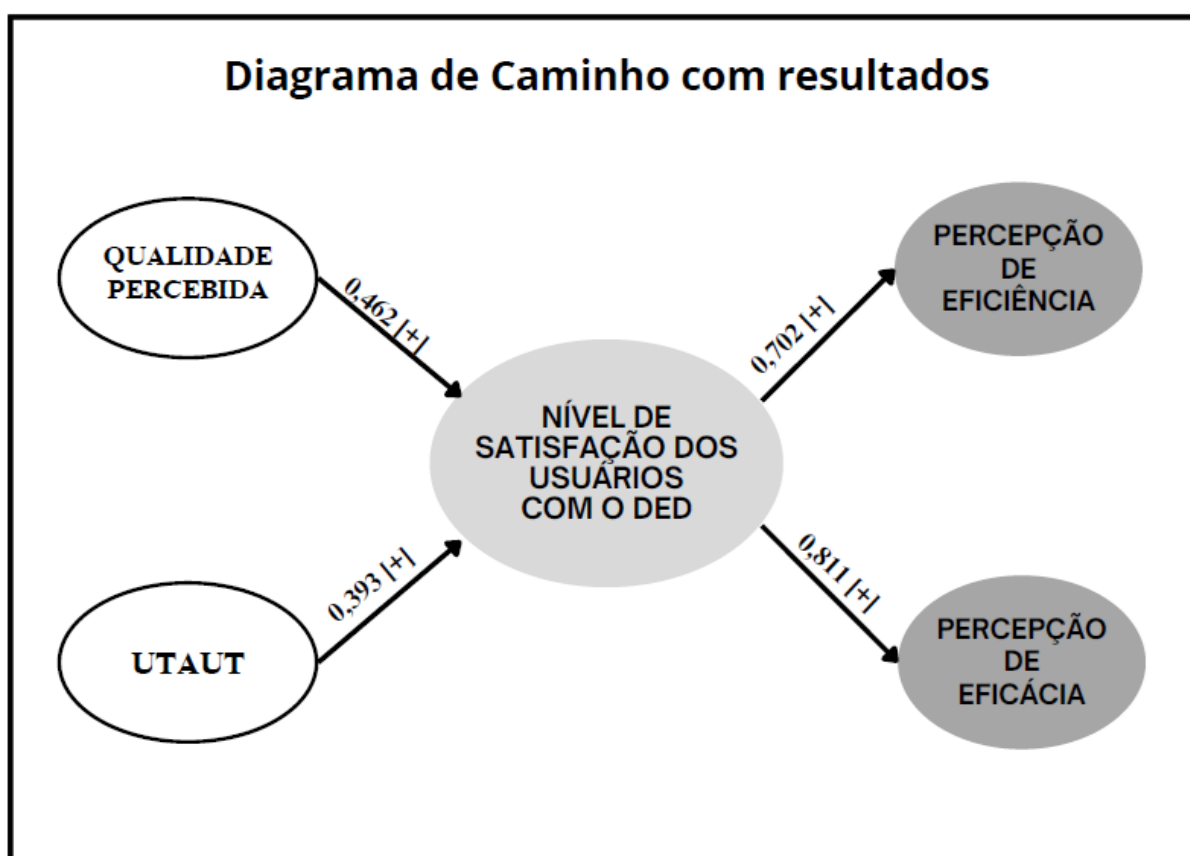 Diagrama de Caminho com resultados
QUALIDADE
PERCEBIDA
0,462 [+]
UTAUT
0,393 [+]
NÍVEL DE
SATISFAÇÃO DOS
USUÁRIOS
COM O DED
0,702 [+]
PERCEPÇÃO
DE
EFICIÊNCIA
0,811 [+]
PERCEPÇÃO
DE
EFICÁCIA